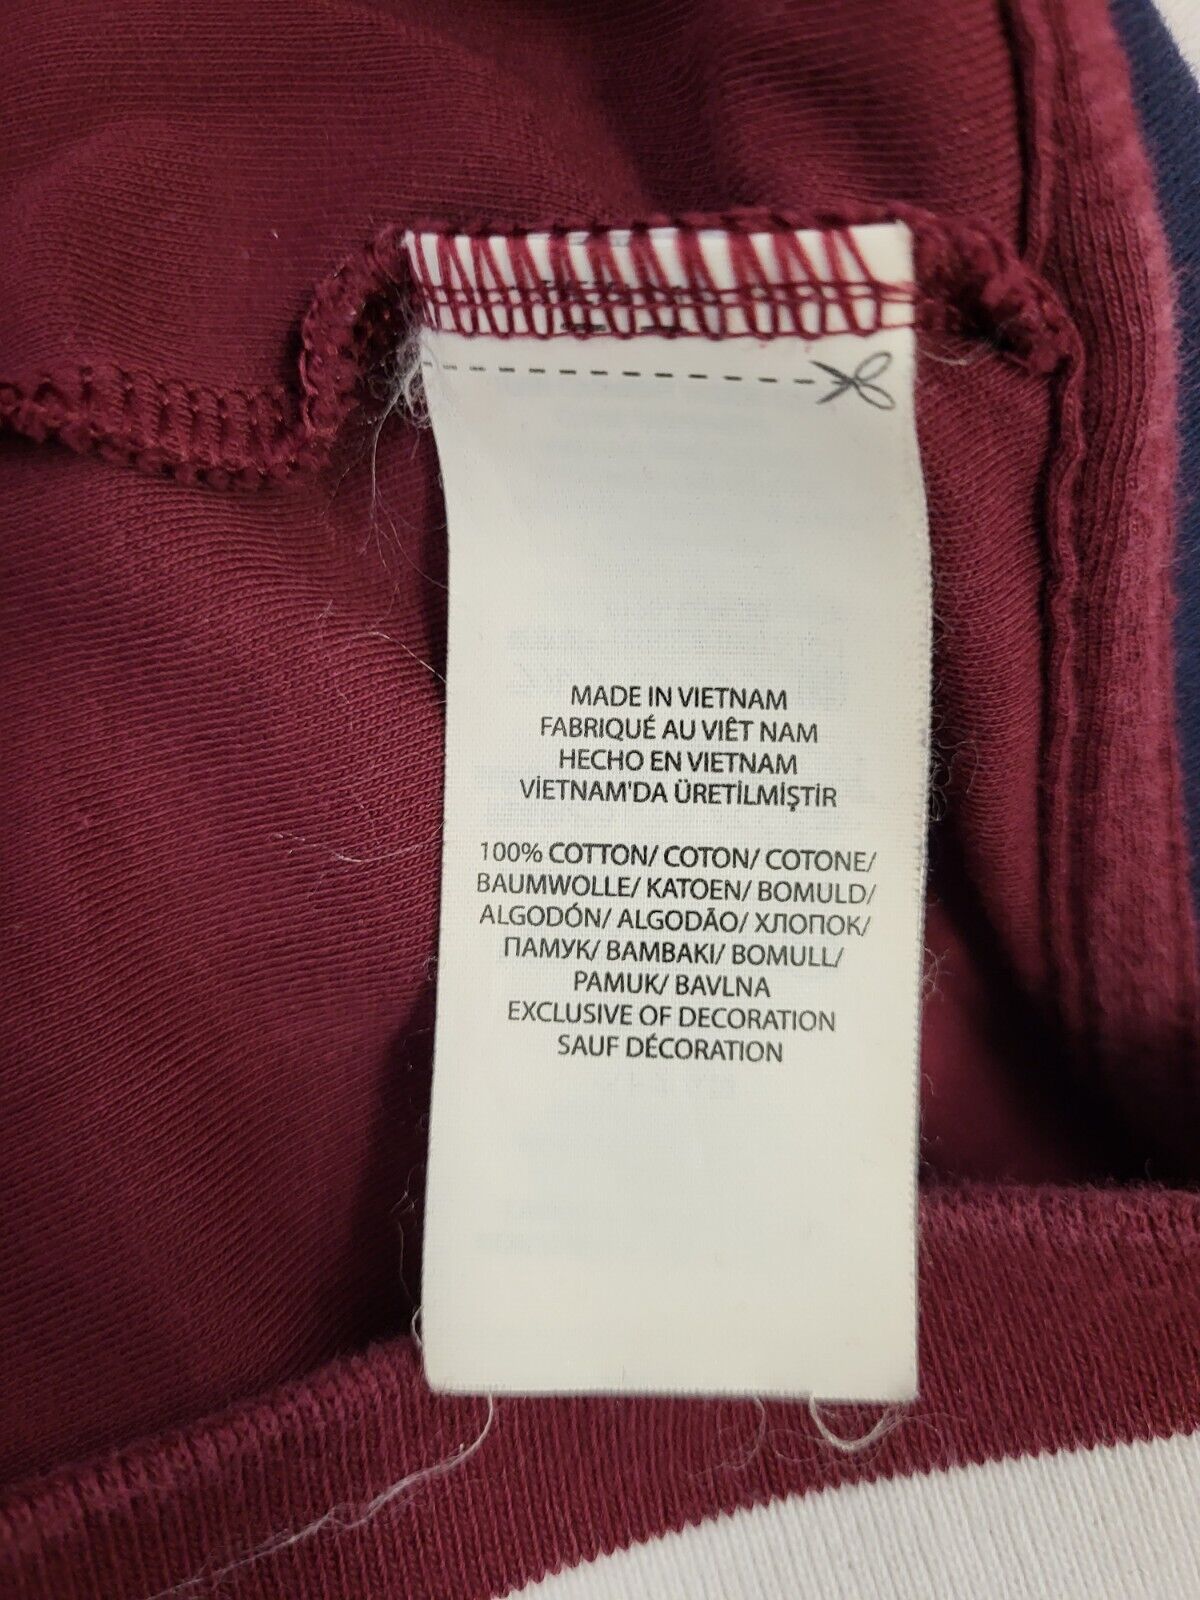 MADE IN VIETNAM
FABRIQUÉ AU VIÊT NAM
HECHO EN VIETNAM
VİETNAM'DA ÜRETİLMİŞTİR
100% COTTON/ COTON/ COTONE/
BAUMWOLLE/ KATOEN/ BOMULD/
ALGODÓN/ ALGODÃO/ ХЛОПОК/
ПАМУК/ BAMBAKI/ BOMULL/
PAMUK/ BAVLNA
EXCLUSIVE OF DECORATION
SAUF DÉCORATION